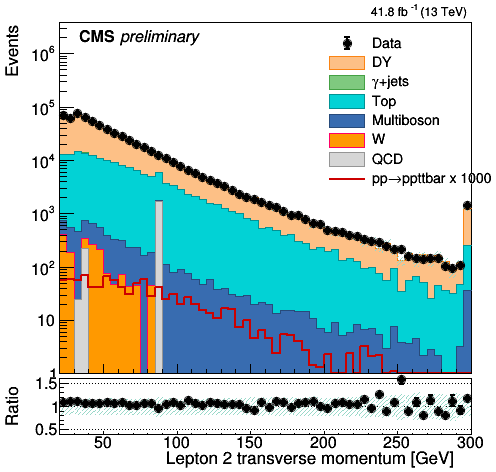 41.8 fb⁻¹ (13 TeV)
CMS preliminary
Events
10⁶
10⁵
10⁴
10³
10²
10
1
Data
DY
γ+jets
Top
Multiboson
W
QCD
pp→ppttbar x 1000
Ratio
1.5
1
0.5
50 100 150 200 250 300
Lepton 2 transverse momentum [GeV]